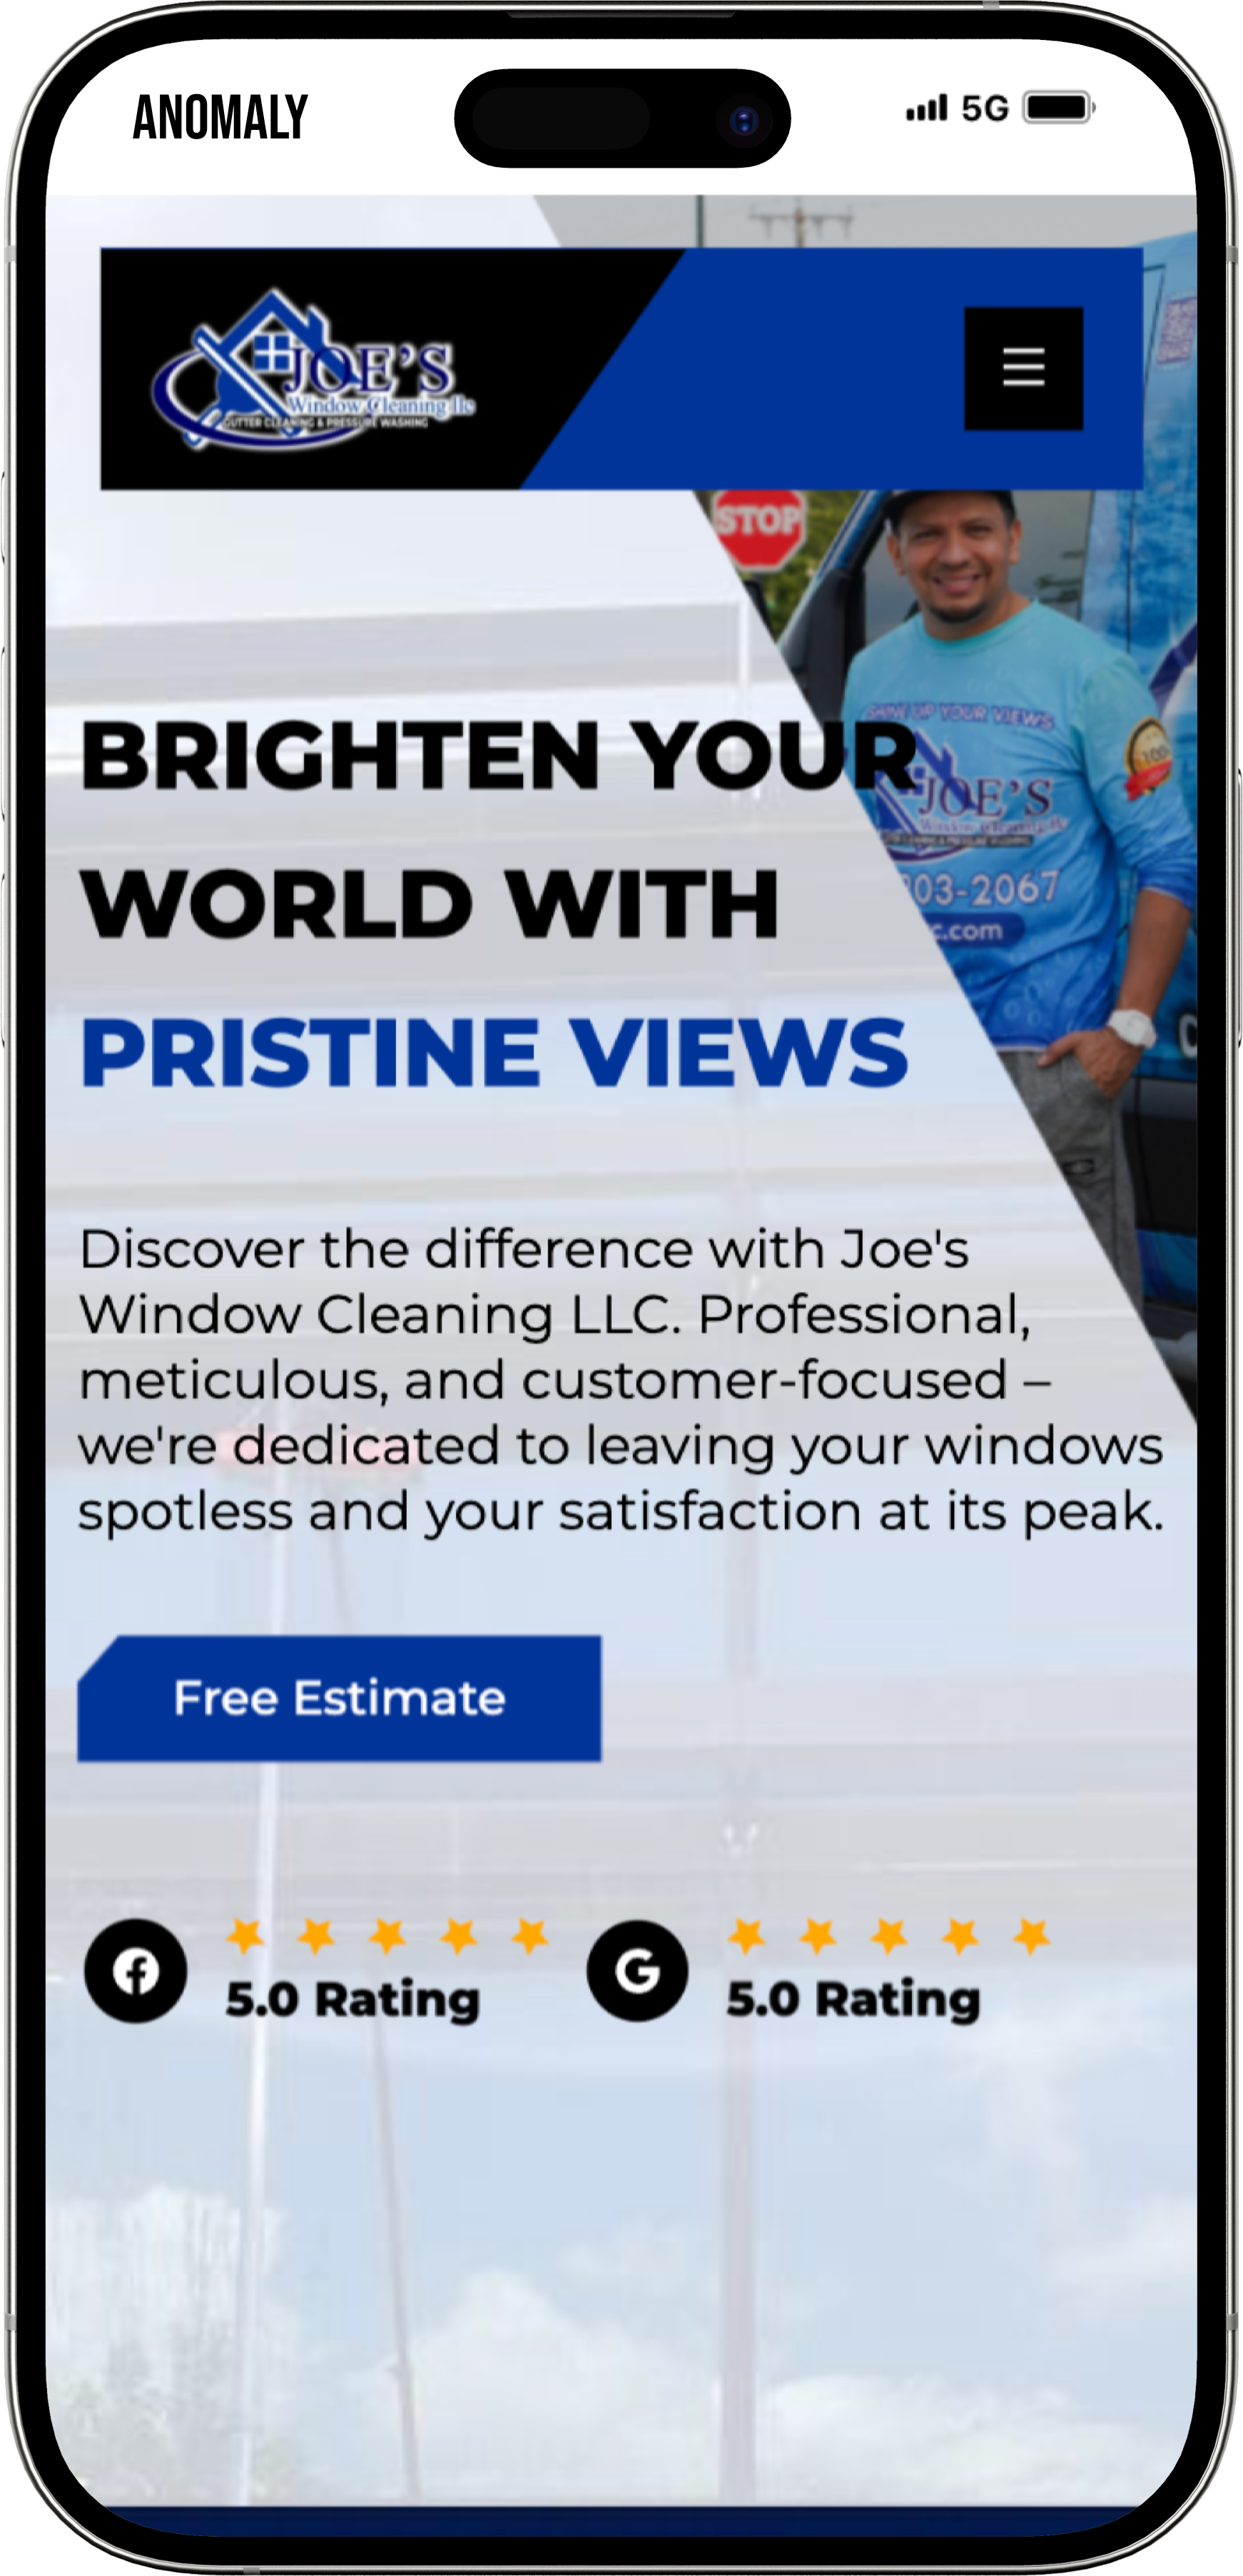 ANOMALY
5G
JOE'S
Window Cleaning llc
GUTTER CLEANING & PRESSURE WASHING
STOP
SHINE UP YOUR VIEWS
100
JOE'S
Window Cleaning llc
03-2067
c.com
BRIGHTEN YOUR
WORLD WITH
PRISTINE VIEWS
Discover the difference with Joe's
Window Cleaning LLC. Professional,
meticulous, and customer-focused –
we're dedicated to leaving your windows
spotless and your satisfaction at its peak.
Free Estimate
5.0 Rating
5.0 Rating